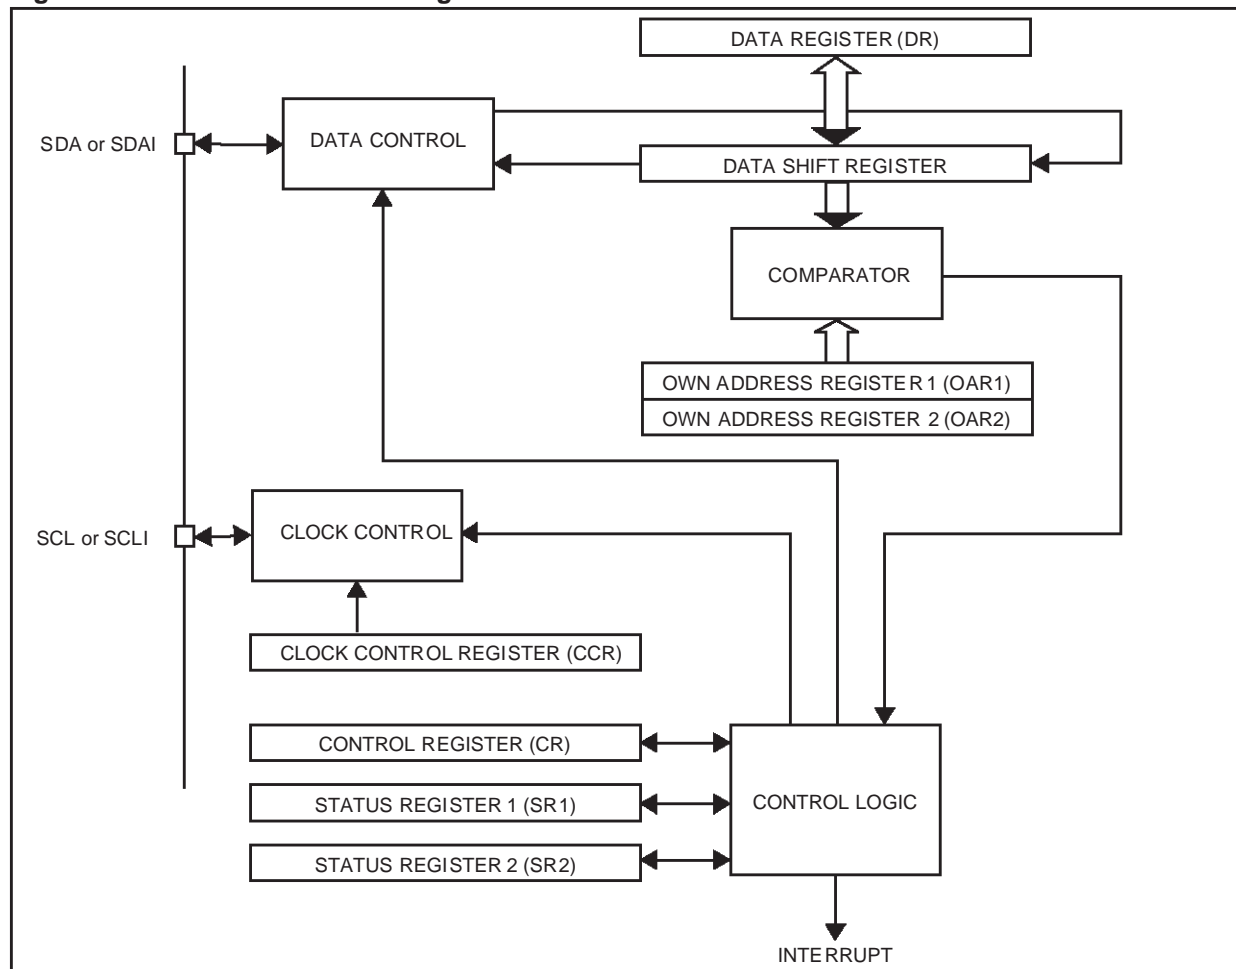 DATA REGISTER (DR)
SDA or SDAI
DATA CONTROL
DATA SHIFT REGISTER
COMPARATOR
OWN ADDRESS REGISTER 1 (OAR1)
OWN ADDRESS REGISTER 2 (OAR2)
SCL or SCLI
CLOCK CONTROL
CLOCK CONTROL REGISTER (CCR)
CONTROL REGISTER (CR)
STATUS REGISTER 1 (SR1)
CONTROL LOGIC
STATUS REGISTER 2 (SR2)
INTERRUPT